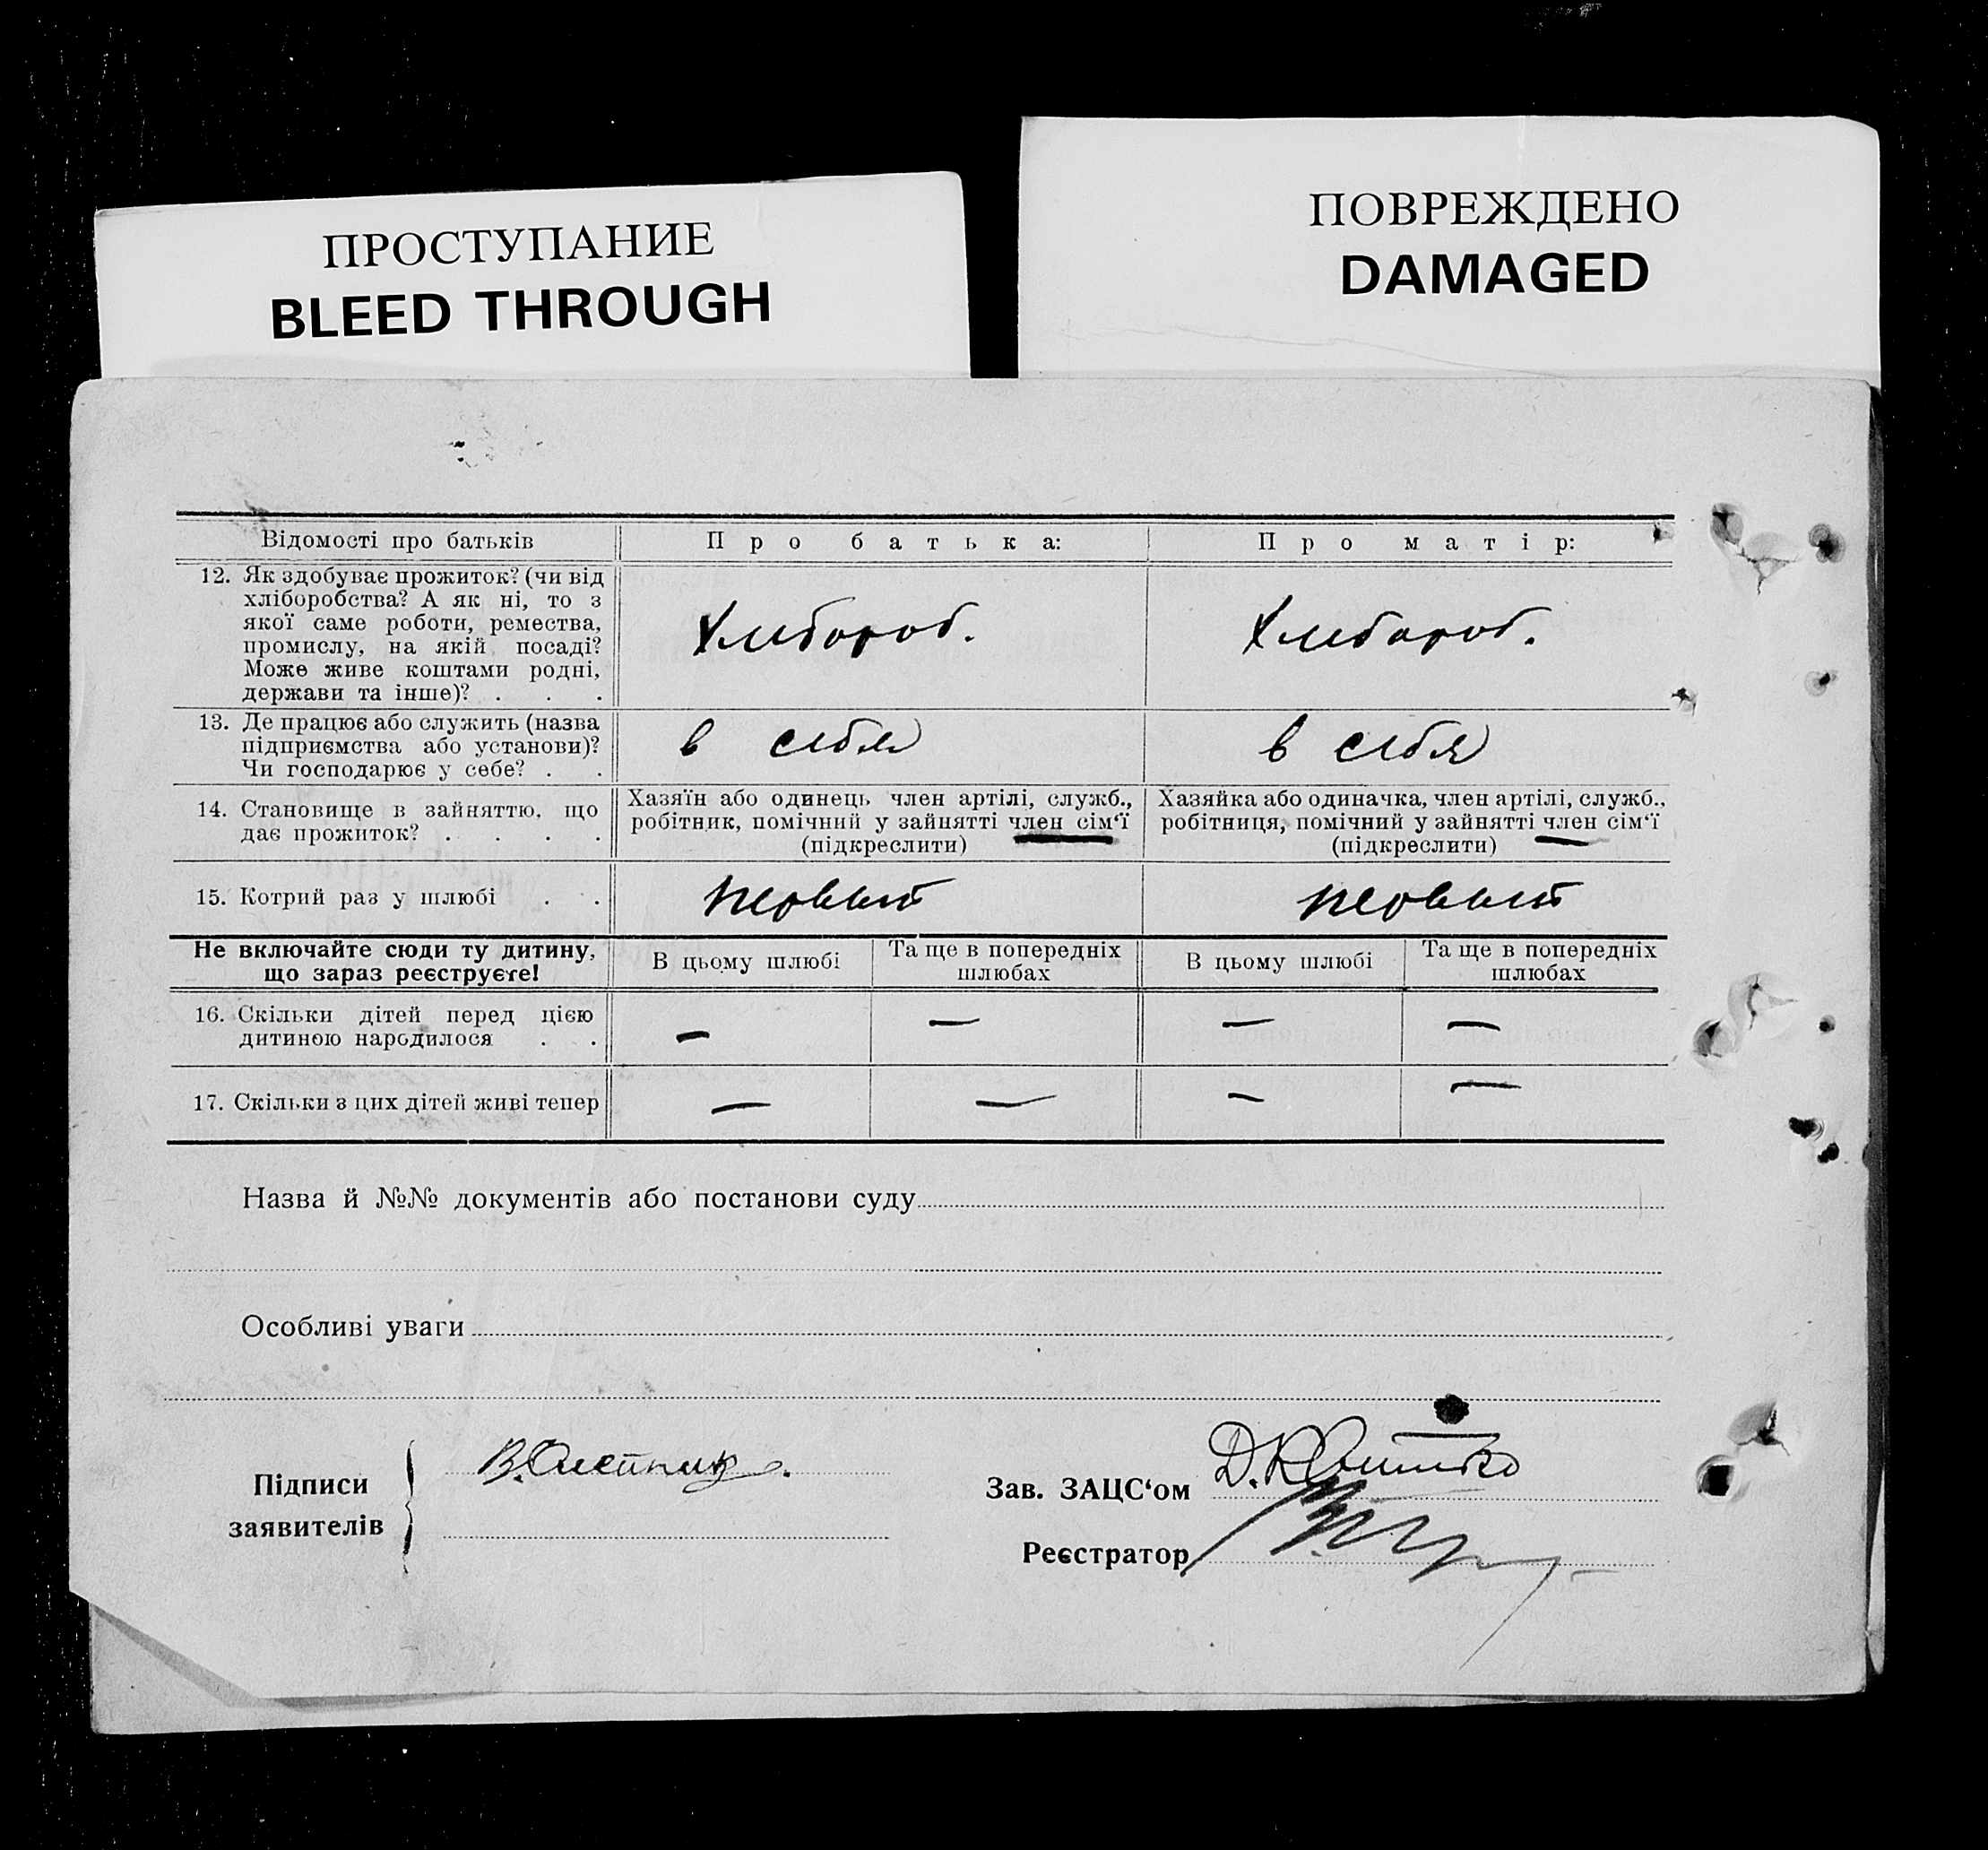 ПРОСТУПАНИЕ
BLEED THROUGH
ПОВРЕЖДЕНО
DAMAGED
Відомості про батьків
Про батька:
Про матір:
12. Як здобуває прожиток? (чи від
хліборобства? А як ні, то з
якої саме роботи, ремества,
промислу, на якій посаді?
Може живе коштами родні,
держави та інше)? . . .
Хлібороб.
Хлібороб.
13. Де працює або служить (назва
підприємства або установи)?
Чи господарює у себе? . .
в себя
в себя
14. Становище в зайняттю, що
дає прожиток? . . . .
Хазяїн або одинець член артілі, служб.,
робітник, помічний у зайнятті член сім‘ї
(підкреслити)
Хазяйка або одиначка, член артілі, служб.,
робітниця, помічний у зайнятті член сім‘ї
(підкреслити)
15. Котрий раз у шлюбі . .
первый
первый
Не включайте сюди ту дитину,
що зараз реєструєте!
В цьому шлюбі
Та ще в попередніх
шлюбах
В цьому шлюбі
Та ще в попередніх
шлюбах
16. Скільки дітей перед цією
дитиною народилося . .
— — — —
17. Скільки з цих дітей живі тепер
— — — —
Назва й №№ документів або постанови суду
Особливі уваги
Підписи
заявителів
В.
Зав. ЗАЦС‘ом
Д.
Реєстратор